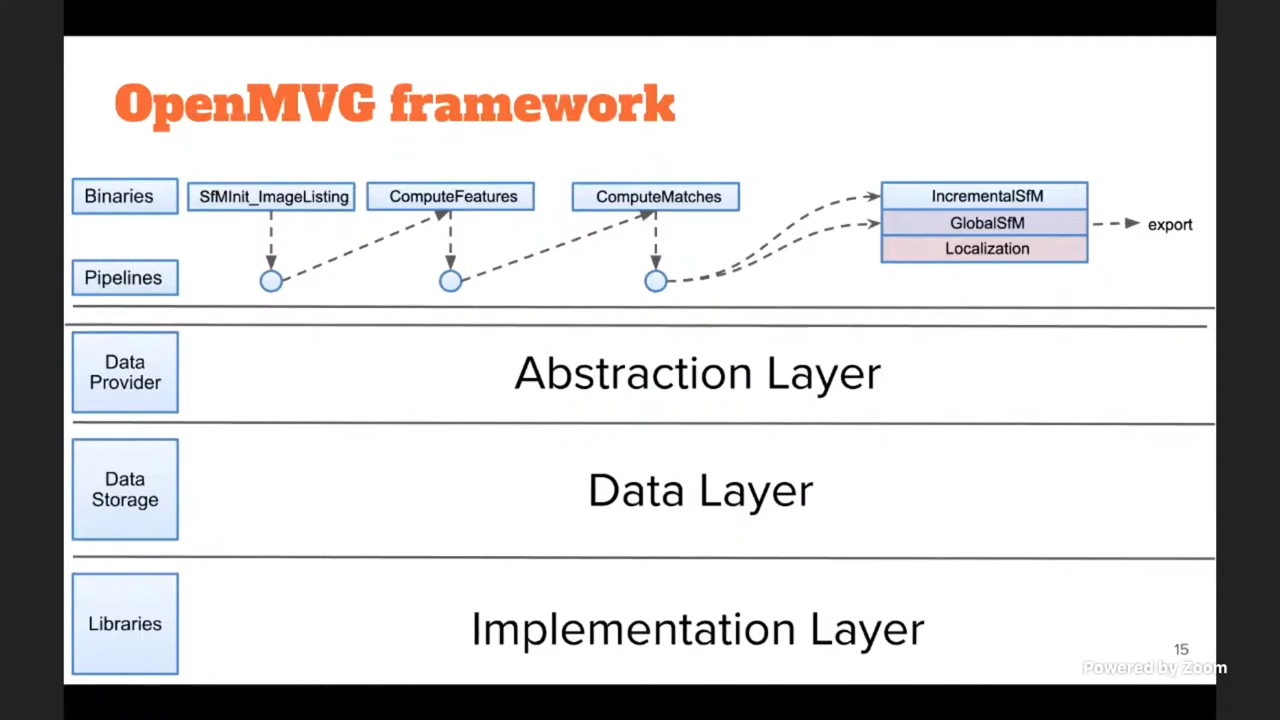 OpenMVG framework
Binaries
SfMInit_ImageListing
ComputeFeatures
ComputeMatches
IncrementalSfM
GlobalSfM
Localization
export
Pipelines
Data
Provider
Abstraction Layer
Data
Storage
Data Layer
Libraries
Implementation Layer
15
Powered by Zoom